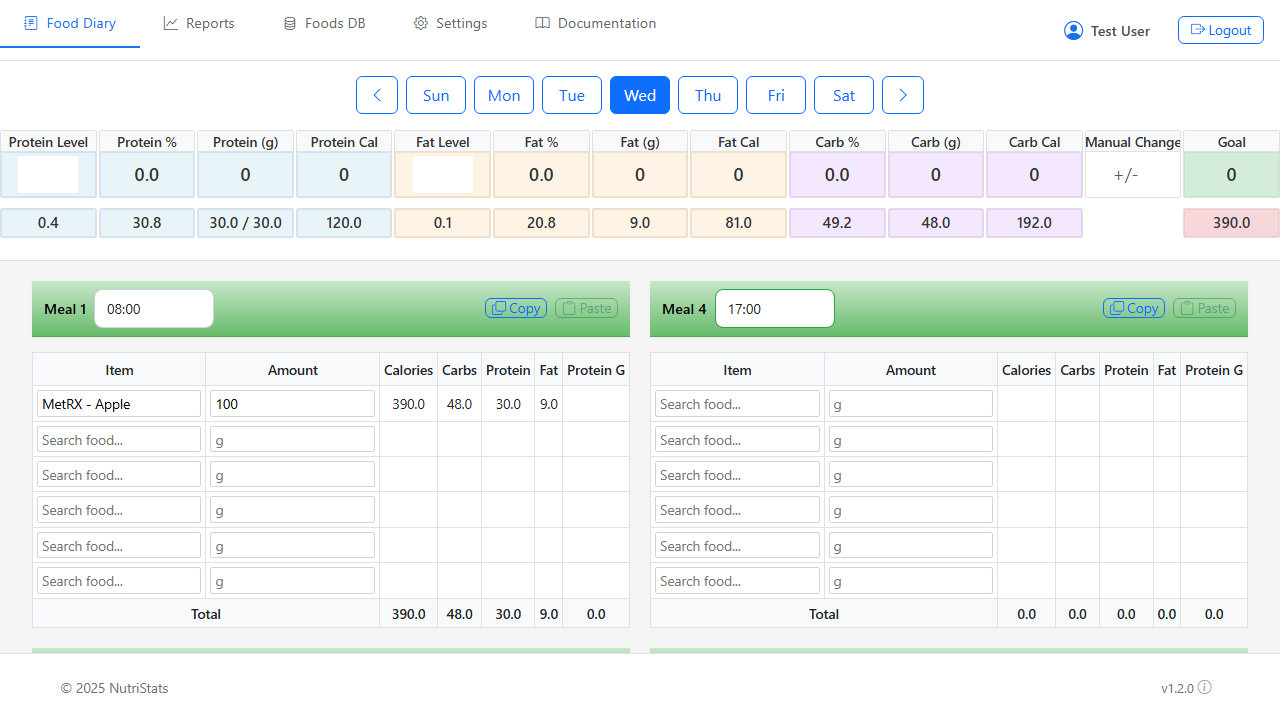 Food Diary Reports Foods DB Settings Documentation Test User Logout
Sun Mon Tue Wed Thu Fri Sat
Protein Level Protein % Protein (g) Protein Cal Fat Level Fat % Fat (g) Fat Cal Carb % Carb (g) Carb Cal Manual Change Goal
0.0 0 0 0.0 0 0 0.0 0 0 +/- 0
0.4 30.8 30.0 / 30.0 120.0 0.1 20.8 9.0 81.0 49.2 48.0 192.0 390.0
Meal 1 08:00 Copy Paste
Item Amount Calories Carbs Protein Fat Protein G
MetRX - Apple 100 390.0 48.0 30.0 9.0
Search food... g
Search food... g
Search food... g
Search food... g
Search food... g
Total 390.0 48.0 30.0 9.0 0.0
Meal 4 17:00 Copy Paste
Item Amount Calories Carbs Protein Fat Protein G
Search food... g
Search food... g
Search food... g
Search food... g
Search food... g
Search food... g
Total 0.0 0.0 0.0 0.0 0.0
© 2025 NutriStats v1.2.0